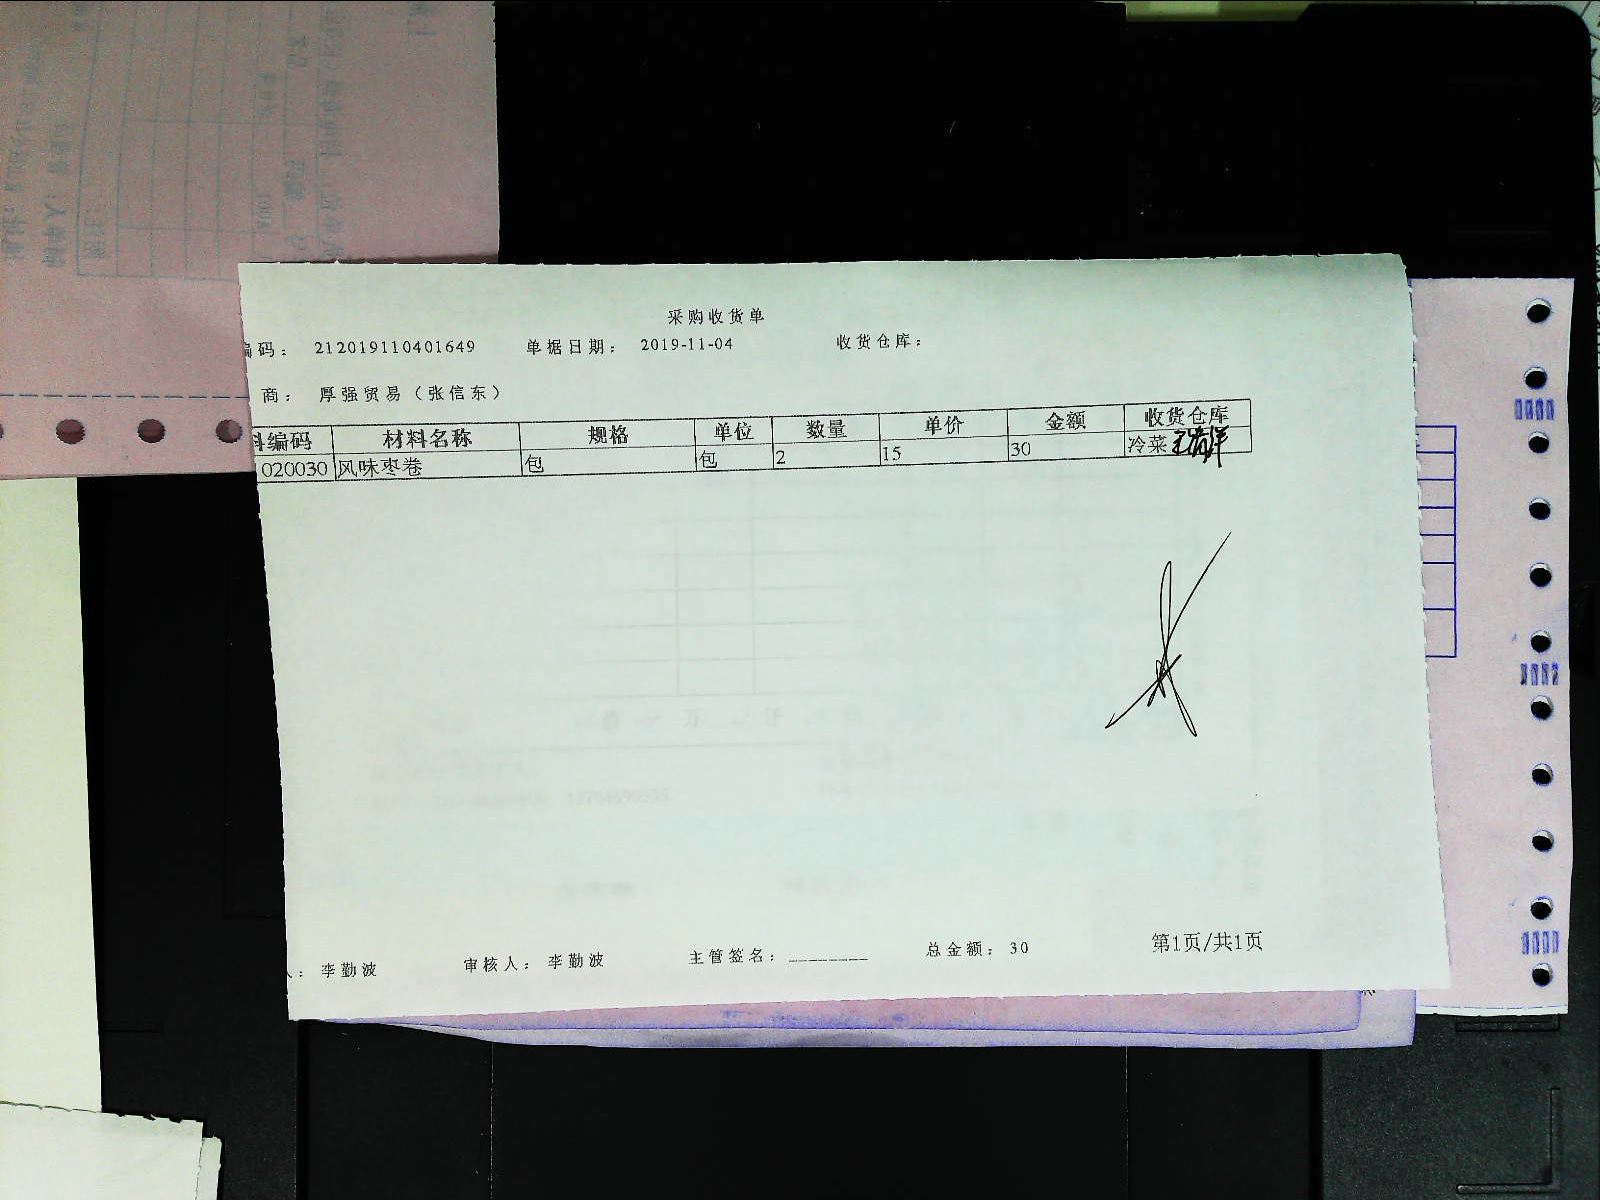 采购收货单
编码： 212019110401649 单据日期： 2019-11-04 收货仓库：
商： 厚强贸易（张信东）
料编码 材料名称 规格 单位 数量 单价 金额 收货仓库
020030 风味枣卷 包 包 2 15 30 冷菜
人： 李勤波 审核人： 李勤波 主管签名：________ 总金额： 30 第1页/共1页